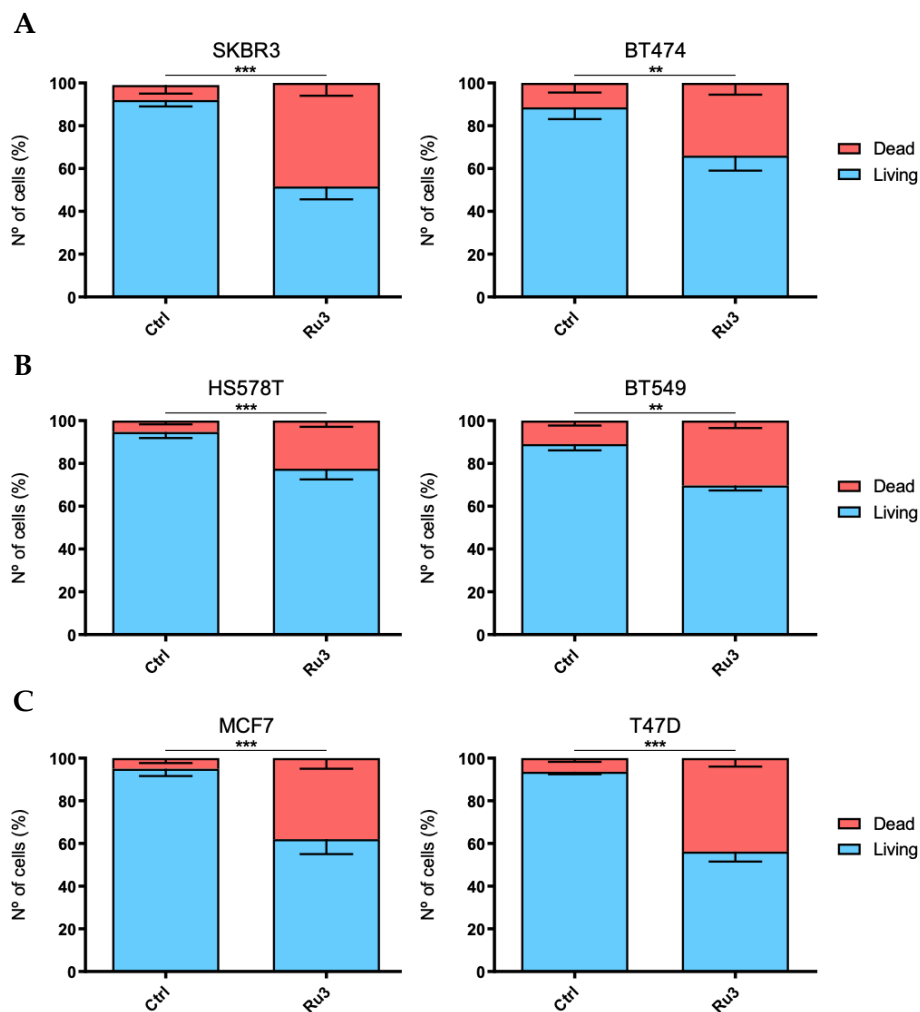 A
SKBR3
***
Nº of cells (%)
100
80
60
40
20
0
Ctrl
Ru3
BT474
**
Nº of cells (%)
100
80
60
40
20
0
Ctrl
Ru3
Dead
Living
B
HS578T
***
Nº of cells (%)
100
80
60
40
20
0
Ctrl
Ru3
BT549
**
Nº of cells (%)
100
80
60
40
20
0
Ctrl
Ru3
Dead
Living
C
MCF7
***
Nº of cells (%)
100
80
60
40
20
0
Ctrl
Ru3
T47D
***
Nº of cells (%)
100
80
60
40
20
0
Ctrl
Ru3
Dead
Living